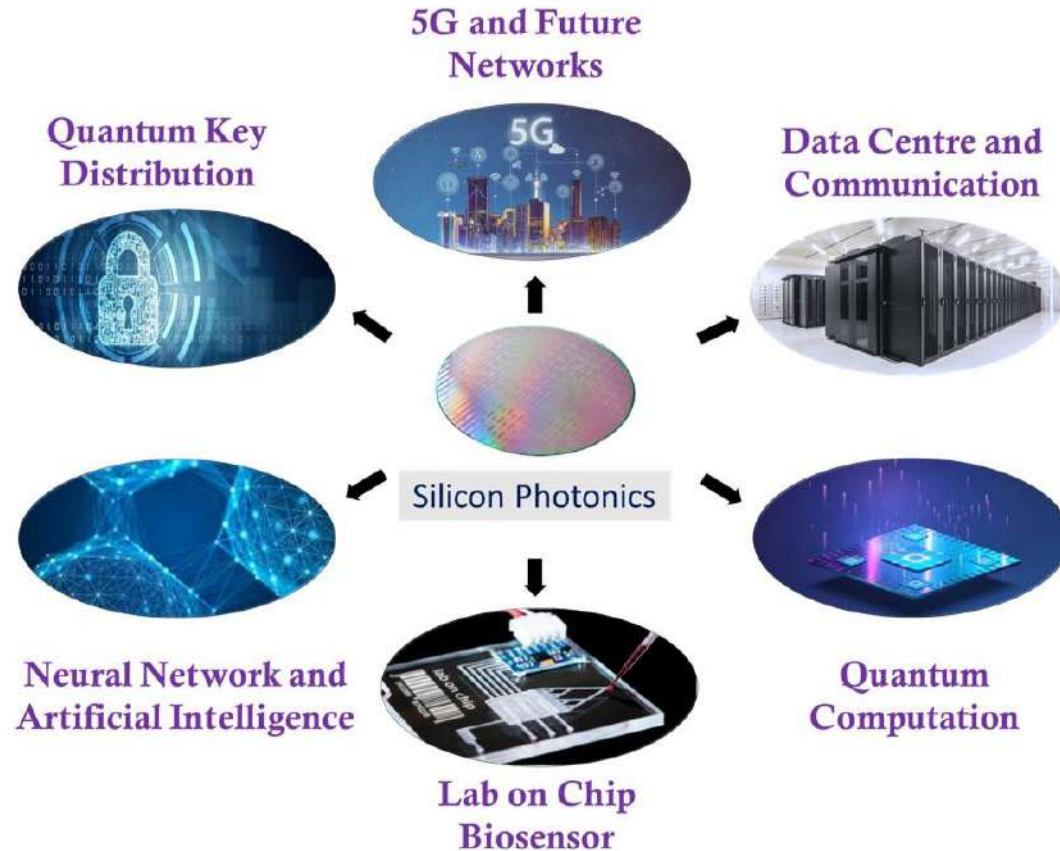 5G and Future
Networks
Quantum Key
Distribution
Data Centre and
Communication
5G
Silicon Photonics
Neural Network and
Artificial Intelligence
lab on chip
Quantum
Computation
Lab on Chip
Biosensor